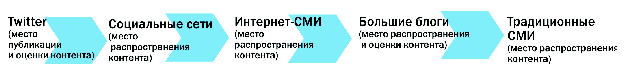 Twitter
(место
публикации
и оценки контента)
Социальные сети
(место
распространения
контента)
Интернет-СМИ
(место
распространения
контента)
Большие блоги
(место распространения
и оценки контента)
Традиционные
СМИ
(место распространения
контента)